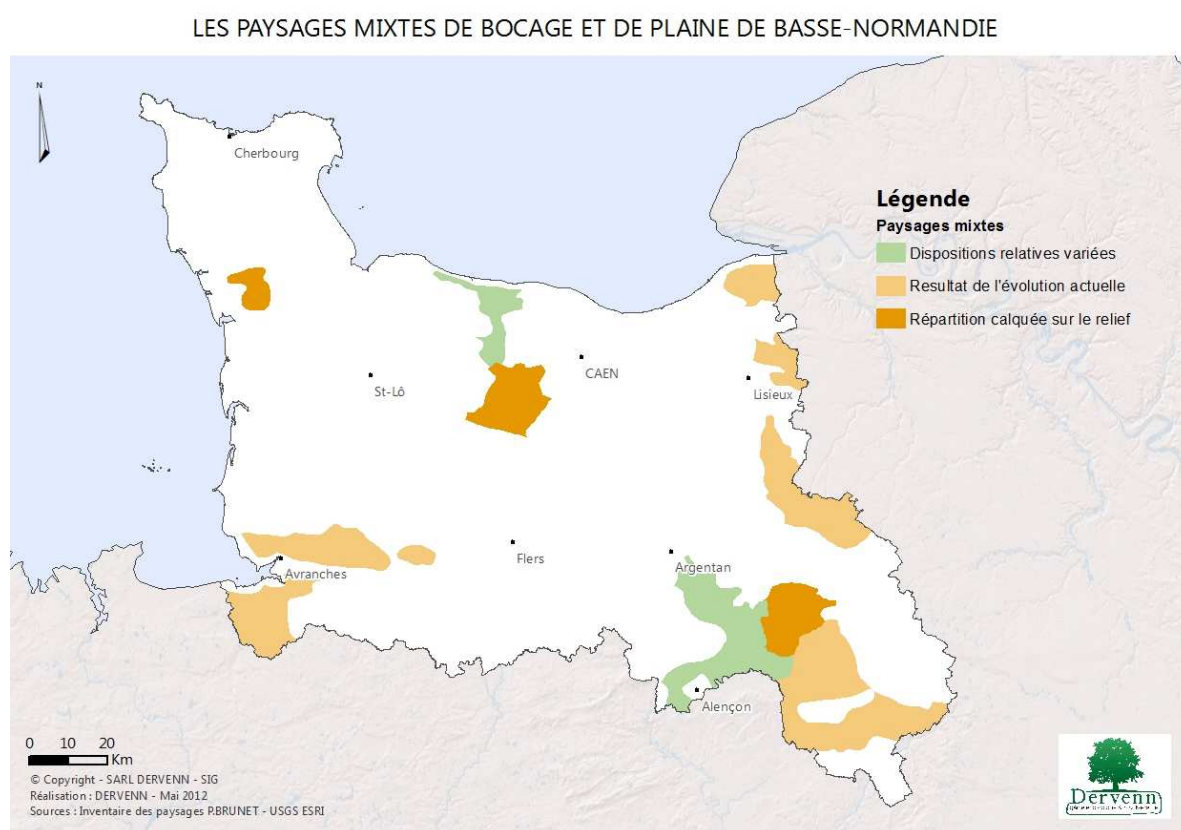 LES PAYSAGES MIXTES DE BOCAGE ET DE PLAINE DE BASSE-NORMANDIE
N
Cherbourg
Légende
Paysages mixtes
Dispositions relatives variées
Resultat de l'évolution actuelle
Répartition calquée sur le relief
CAEN
St-Lô
Lisieux
Flers
Argentan
Avranches
Alençon
0 10 20
Km
© Copyright - SARL DERVENN - SIG
Réalisation : DERVENN - Mai 2012
Sources : Inventaire des paysages P.BRUNET - USGS ESRI
Dervenn